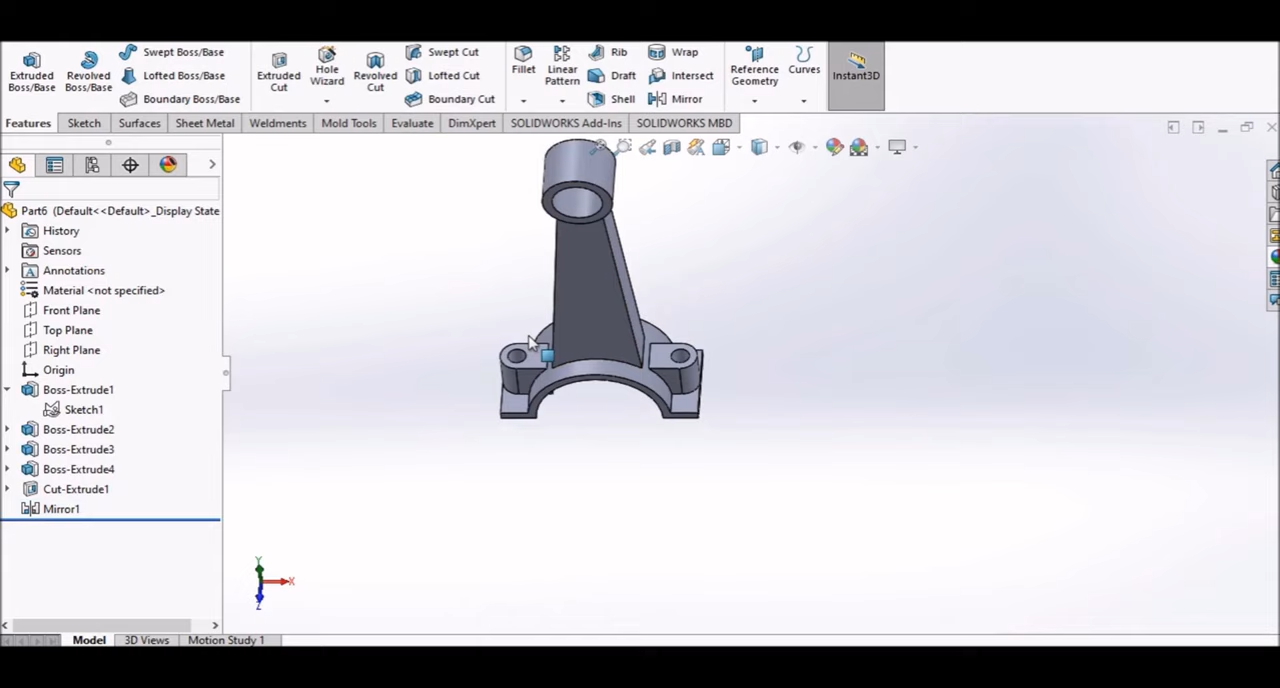 Extruded Boss/Base
Revolved Boss/Base
Swept Boss/Base
Lofted Boss/Base
Boundary Boss/Base
Extruded Cut
Hole Wizard
Revolved Cut
Swept Cut
Lofted Cut
Boundary Cut
Fillet
Linear Pattern
Rib
Draft
Shell
Wrap
Intersect
Mirror
Reference Geometry
Curves
Instant3D
Features Sketch Surfaces Sheet Metal Weldments Mold Tools Evaluate DimXpert SOLIDWORKS Add-Ins SOLIDWORKS MBD
Part6 (Default<<Default>_Display State
History
Sensors
Annotations
Material <not specified>
Front Plane
Top Plane
Right Plane
Origin
Boss-Extrude1
Sketch1
Boss-Extrude2
Boss-Extrude3
Boss-Extrude4
Cut-Extrude1
Mirror1
Y
X
Z
Model 3D Views Motion Study 1